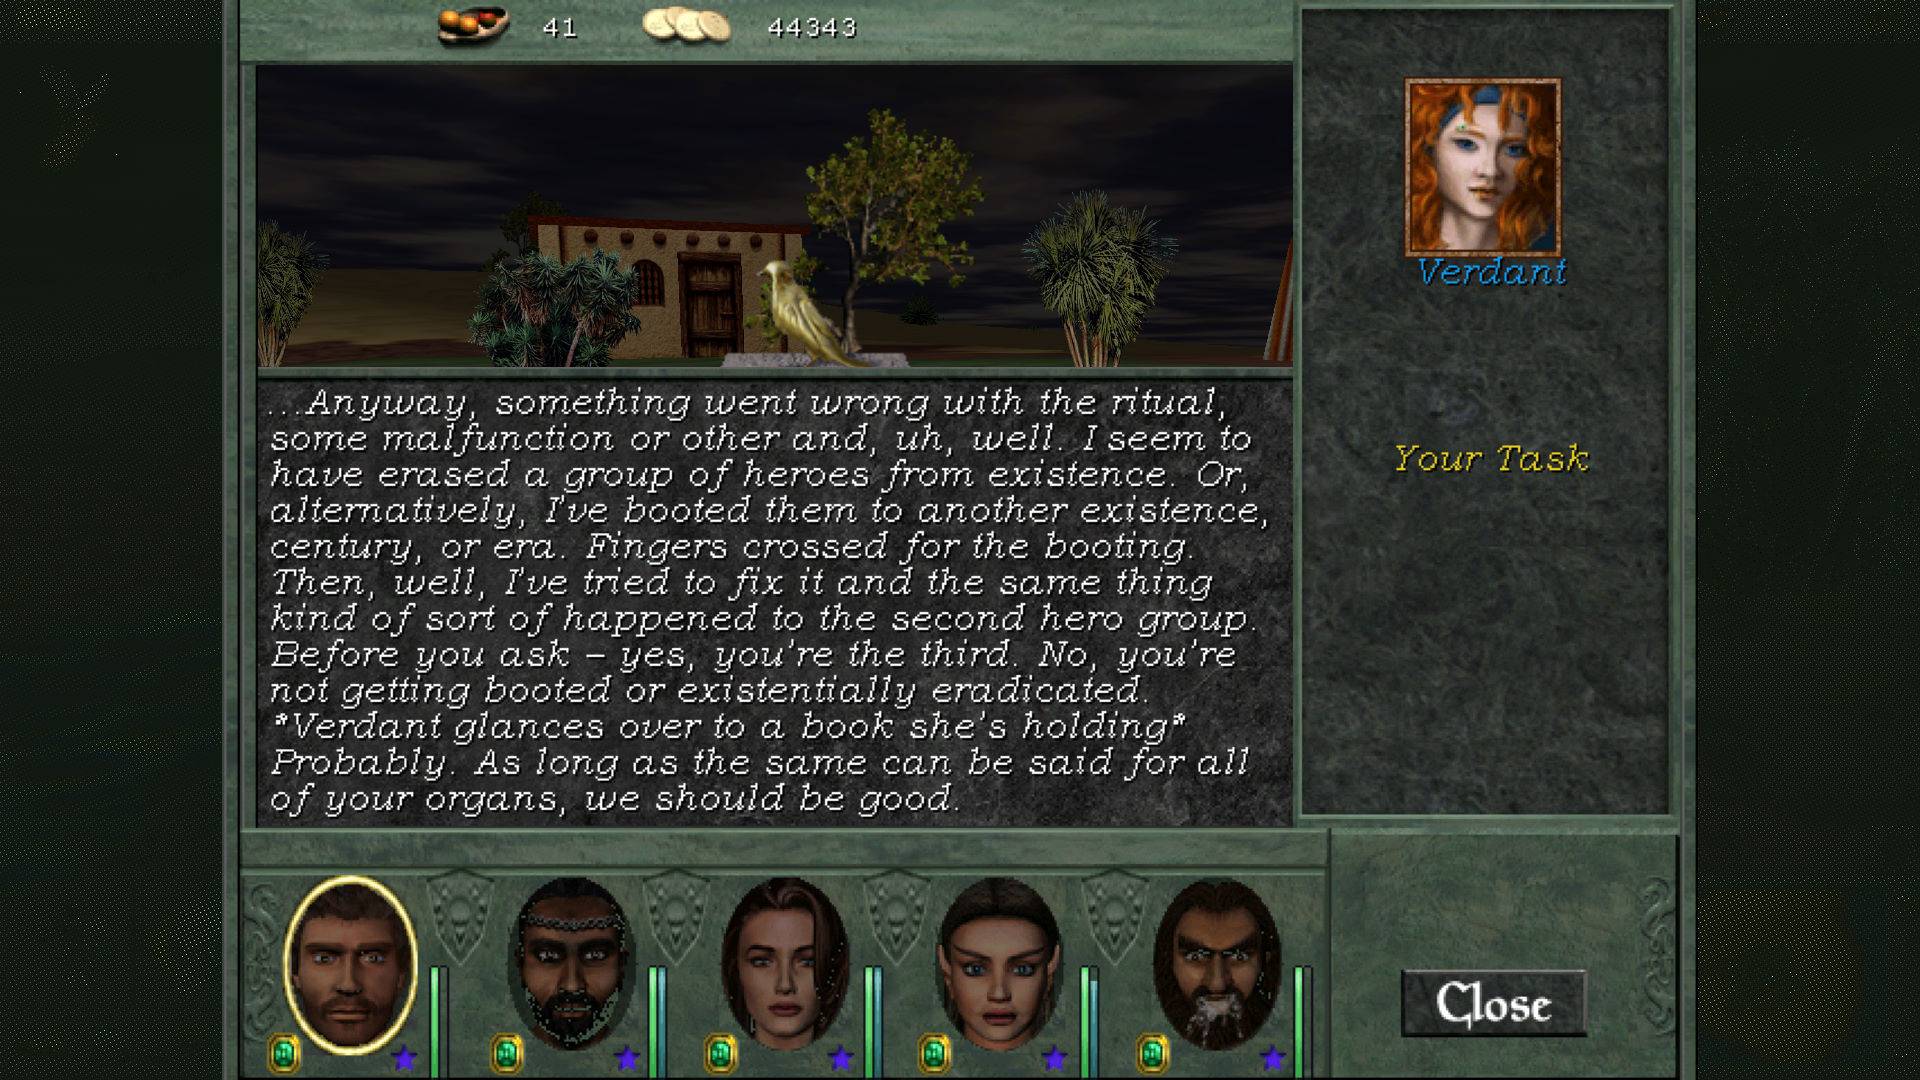 41 44343
Verdant
Your Task
...Anyway, something went wrong with the ritual,
some malfunction or other and, uh, well. I seem to
have erased a group of heroes from existence. Or,
alternatively, I've booted them to another existence,
century, or era. Fingers crossed for the booting.
Then, well, I've tried to fix it and the same thing
kind of sort of happened to the second hero group.
Before you ask – yes, you're the third. No, you're
not getting booted or existentially eradicated.
*Verdant glances over to a book she's holding*
Probably. As long as the same can be said for all
of your organs, we should be good.
Close